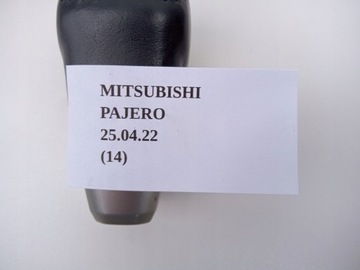 MITSUBISHI
PAJERO
25.04.22
(14)